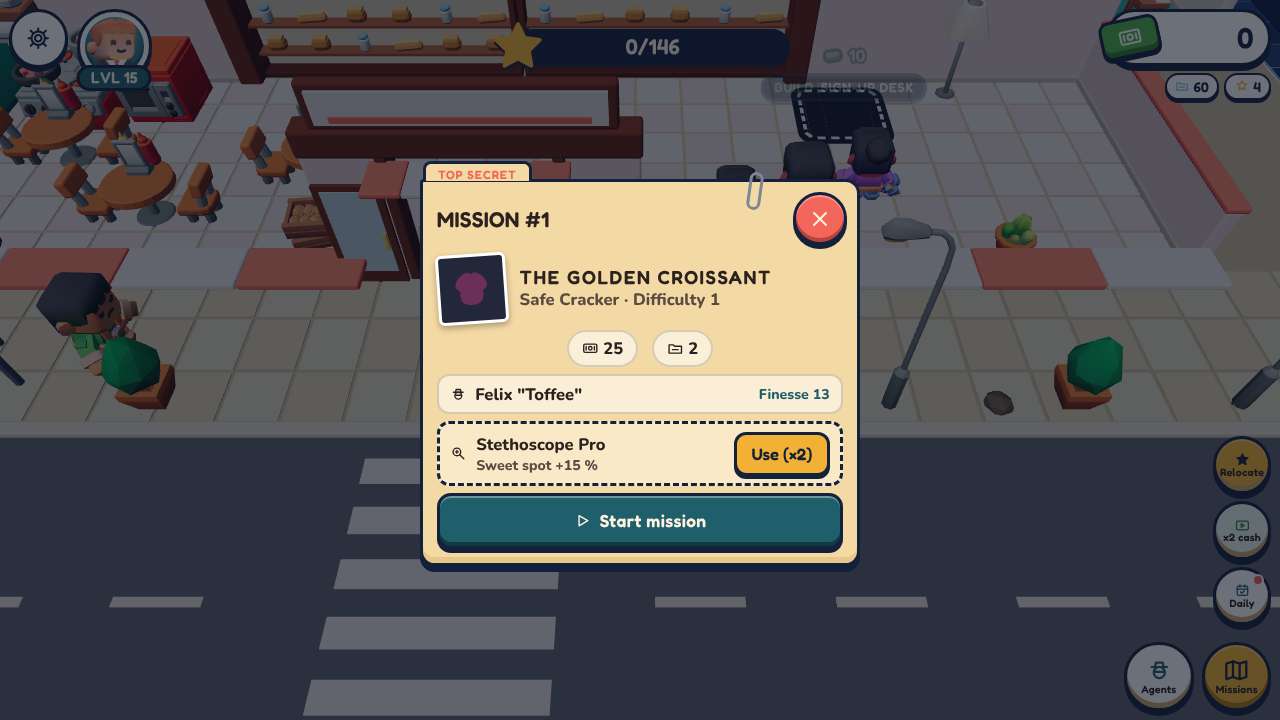 0/146
0
LVL 15
10
BUILD SIGN-UP DESK
60
4
TOP SECRET
MISSION #1
THE GOLDEN CROISSANT
Safe Cracker · Difficulty 1
25
2
Felix "Toffee"
Finesse 13
Stethoscope Pro
Sweet spot +15 %
Use (x2)
Start mission
Relocate
x2 cash
Daily
Agents
Missions